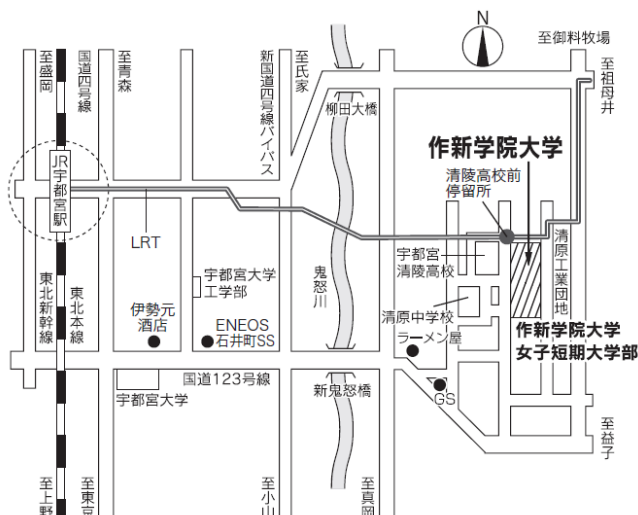 N
至御料牧場
至盛岡
国道四号線
至青森
新国道四号線バイパス
至氏家
至祖母井
柳田大橋
作新学院大学
清陵高校前
停留所
JR宇都宮駅
LRT
宇都宮
清陵高校
清原工業団地
宇都宮大学
工学部
鬼怒川
東北新幹線
東北本線
伊勢元
酒店
ENEOS
石井町SS
清原中学校
ラーメン屋
作新学院大学
女子短期大学部
国道123号線
新鬼怒橋
宇都宮大学
GS
至益子
至上野
至東京
至小山
至真岡